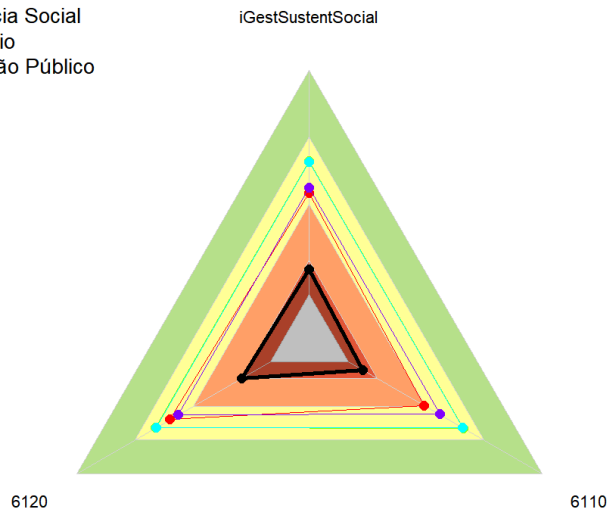 cia Social
iGestSustentSocial
io
ão Público
6120
6110